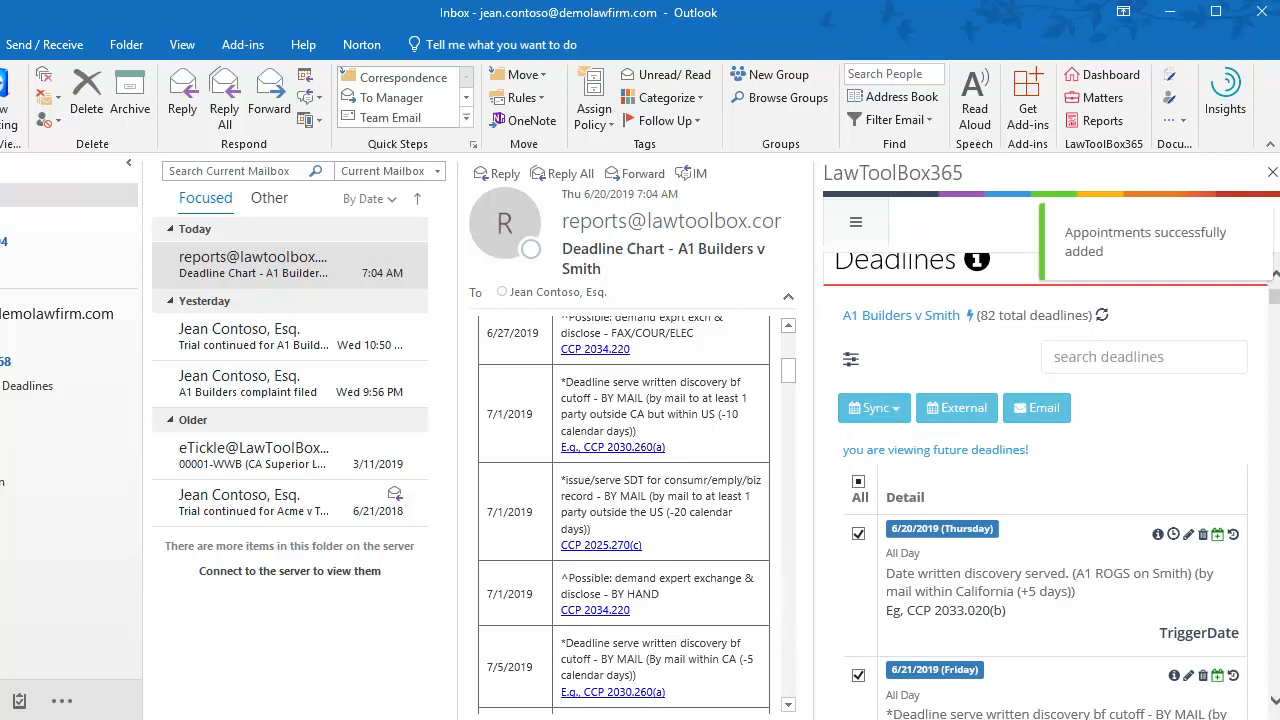 Inbox - jean.contoso@demolawfirm.com - Outlook
Send / Receive Folder View Add-ins Help Norton Tell me what you want to do
Delete Archive
Reply Reply All Forward
Correspondence
To Manager
Team Email
Move
Rules
OneNote
Assign Policy
Unread/ Read
Categorize
Follow Up
New Group
Browse Groups
Search People
Address Book
Filter Email
Read Aloud
Get Add-ins
Dashboard
Matters
Reports
Insights
Delete Respond Quick Steps Move Tags Groups Find Speech Add-ins LawToolBox365 Docu...
demolawfirm.com
Deadlines
Search Current Mailbox Current Mailbox
Focused Other By Date
Today
reports@lawtoolbox....
Deadline Chart - A1 Builder... 7:04 AM
Yesterday
Jean Contoso, Esq.
Trial continued for A1 Build... Wed 10:50 ...
Jean Contoso, Esq.
A1 Builders complaint filed Wed 9:56 PM
Older
eTickle@LawToolBox...
00001-WWB (CA Superior L... 3/11/2019
Jean Contoso, Esq.
Trial continued for Acme v T... 6/21/2018
There are more items in this folder on the server
Connect to the server to view them
Reply Reply All Forward IM
Thu 6/20/2019 7:04 AM
R
reports@lawtoolbox.cor
Deadline Chart - A1 Builders v
Smith
To Jean Contoso, Esq.
^Possible: demand exprt exch &
6/27/2019 disclose - FAX/COUR/ELEC
CCP 2034.220
*Deadline serve written discovery bf
cutoff - BY MAIL (by mail to at least 1
7/1/2019 party outside CA but within US (-10
calendar days))
E.g., CCP 2030.260(a)
*issue/serve SDT for consumr/emply/biz
record - BY MAIL (by mail to at least 1
7/1/2019 party outside the US (-20 calendar
days))
CCP 2025.270(c)
^Possible: demand expert exchange &
7/1/2019 disclose - BY HAND
CCP 2034.220
*Deadline serve written discovery bf
cutoff - BY MAIL (By mail within CA (-5
7/5/2019 calendar days))
E.g., CCP 2030.260(a)
LawToolBox365
Appointments successfully
added
Deadlines
A1 Builders v Smith (82 total deadlines)
search deadlines
Sync External Email
you are viewing future deadlines!
All Detail
6/20/2019 (Thursday)
All Day
Date written discovery served. (A1 ROGS on Smith) (by
mail within California (+5 days))
Eg, CCP 2033.020(b)
TriggerDate
6/21/2019 (Friday)
All Day
*Deadline serve written discovery bf cutoff - BY MAIL (by